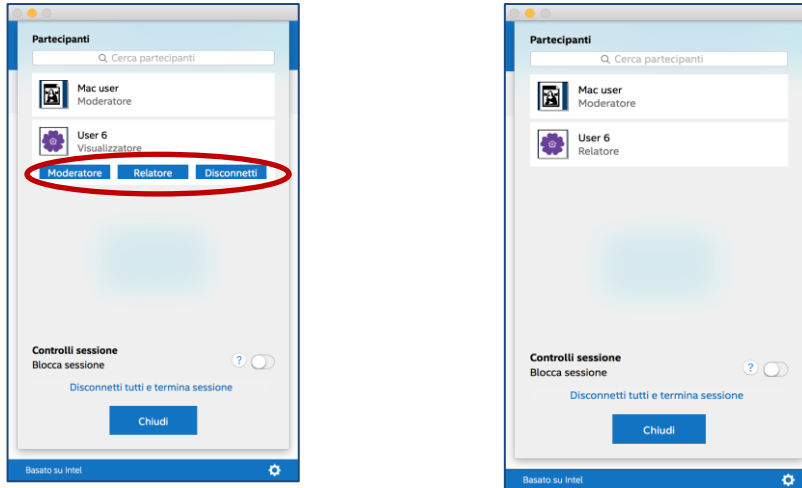 Partecipanti
Cerca partecipanti
Mac user
Moderatore
User 6
Visualizzatore
Moderatore Relatore Disconnetti
Controlli sessione
Blocca sessione ?
Disconnetti tutti e termina sessione
Chiudi
Basato su Intel
Partecipanti
Cerca partecipanti
Mac user
Moderatore
User 6
Relatore
Controlli sessione
Blocca sessione ?
Disconnetti tutti e termina sessione
Chiudi
Basato su Intel